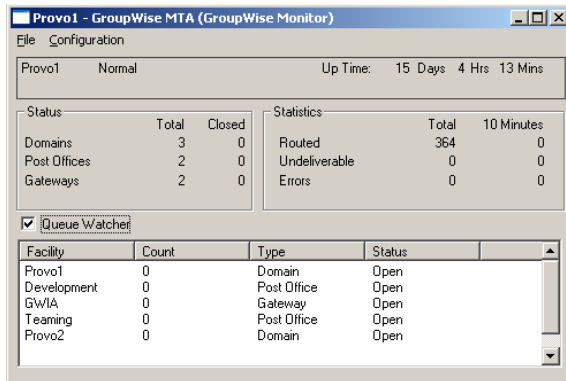 Provo1 - GroupWise MTA (GroupWise Monitor)
File Configuration
Provo1 Normal Up Time: 15 Days 4 Hrs 13 Mins
Status
Total Closed
Domains 3 0
Post Offices 2 0
Gateways 2 0
Statistics
Total 10 Minutes
Routed 364 0
Undeliverable 0 0
Errors 0 0
Queue Watcher
Facility Count Type Status
Provo1 0 Domain Open
Development 0 Post Office Open
GWIA 0 Gateway Open
Teaming 0 Post Office Open
Provo2 0 Domain Open